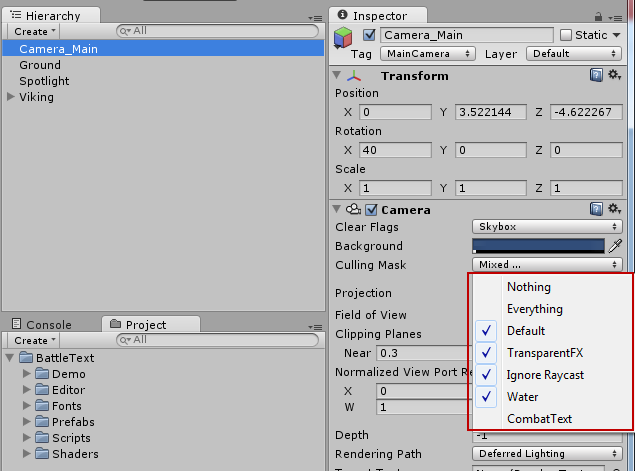 Hierarchy
Create
All
Camera_Main
Ground
Spotlight
Viking
Console
Project
Create
All
BattleText
Demo
Editor
Fonts
Prefabs
Scripts
Shaders
Inspector
Camera_Main Static
Tag MainCamera Layer Default
Transform
Position
X 0 Y 3.522144 Z -4.622267
Rotation
X 40 Y 0 Z 0
Scale
X 1 Y 1 Z 1
Camera
Clear Flags Skybox
Background
Culling Mask Mixed ...
Projection
Field of View
Clipping Planes
Near 0.3
Normalized View Port Re
X 0
W 1
Depth -1
Rendering Path Deferred Lighting
Nothing
Everything
Default
TransparentFX
Ignore Raycast
Water
CombatText